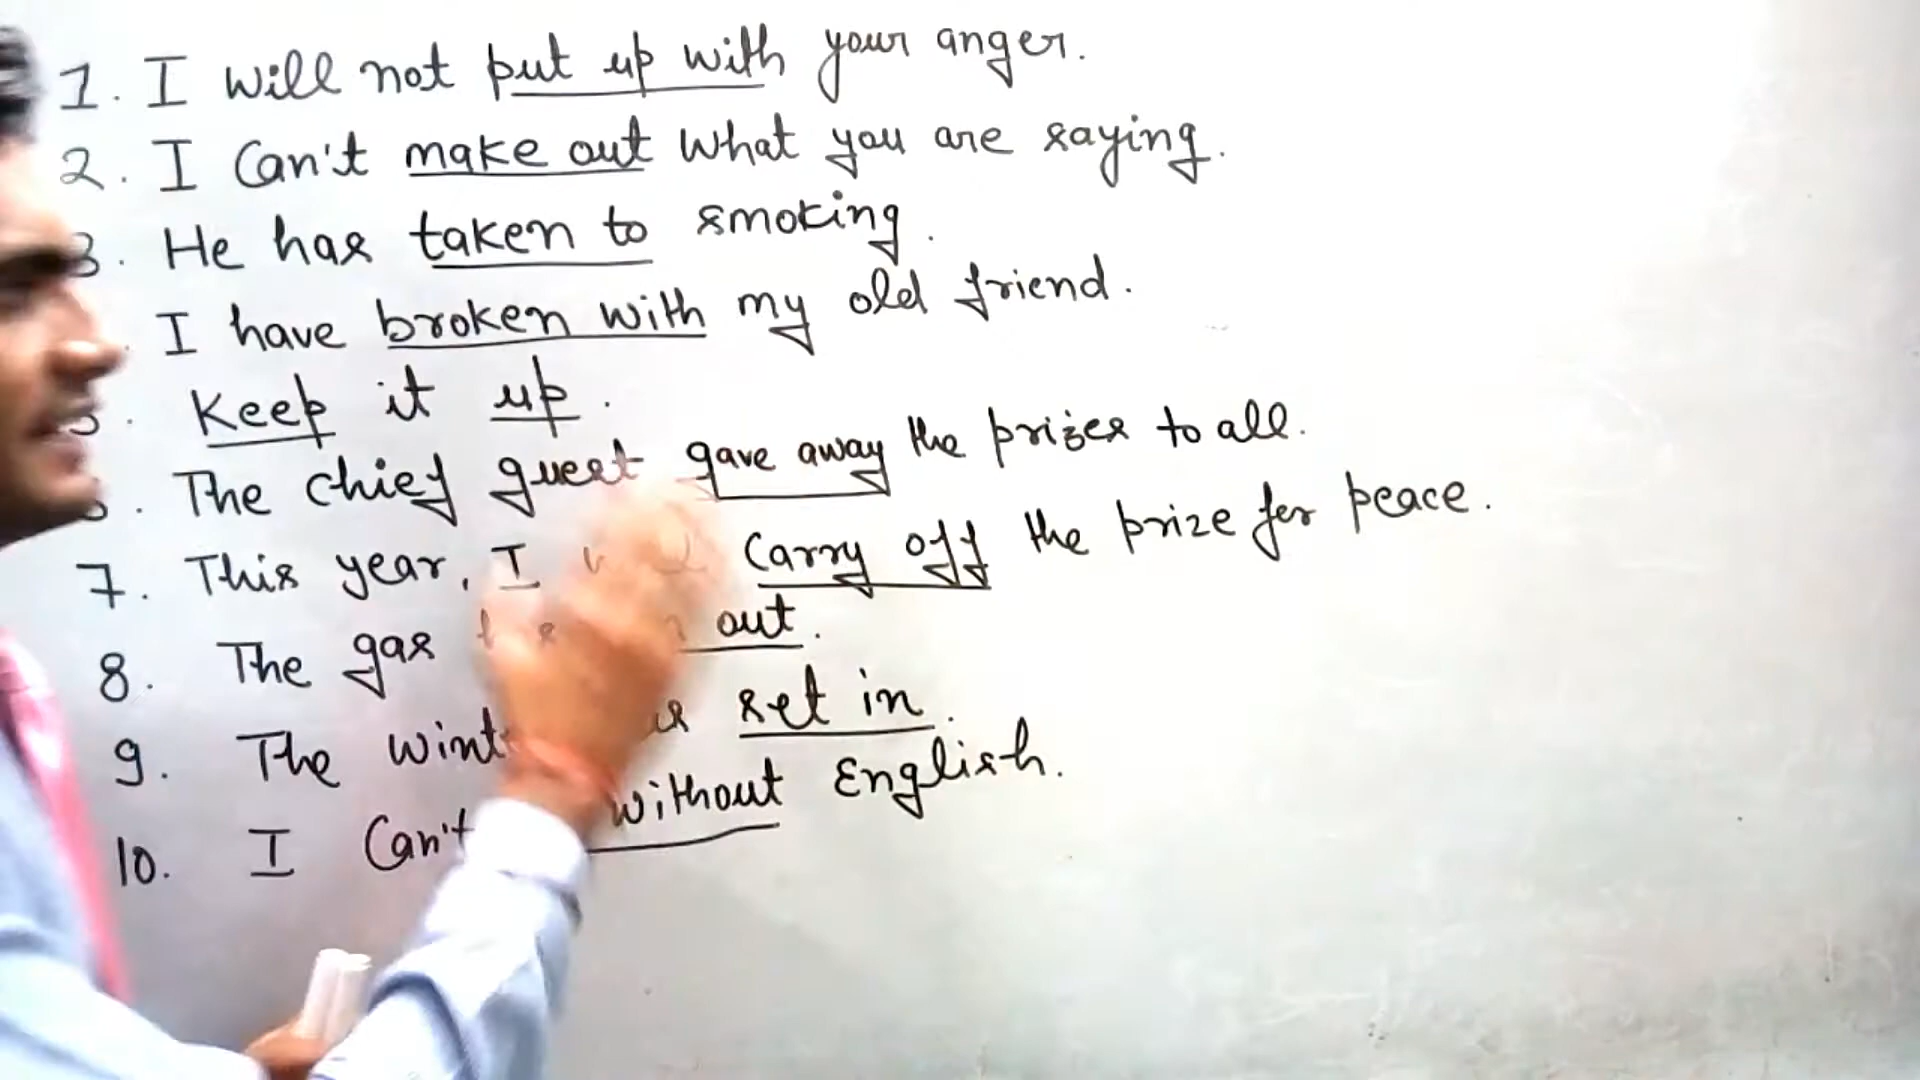 1. I will not put up with your anger.
2. I Can't make out what you are saying.
3. He has taken to smoking.
I have broken with my old friend.
Keep it up.
The chief guest gave away the prizes to all.
7. This year, I carry off the prize for peace.
8. The gas out.
9. The set in.
10. I Can't without English.